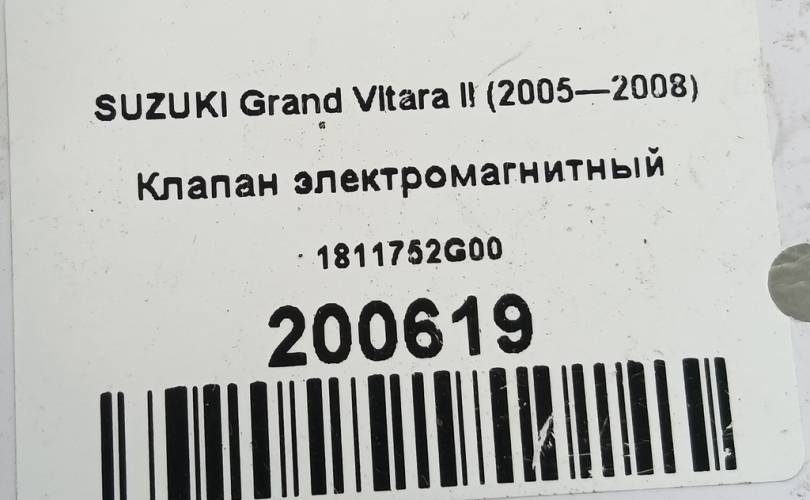 SUZUKI Grand Vitara II (2005—2008)
Клапан электромагнитный
1811752G00
200619